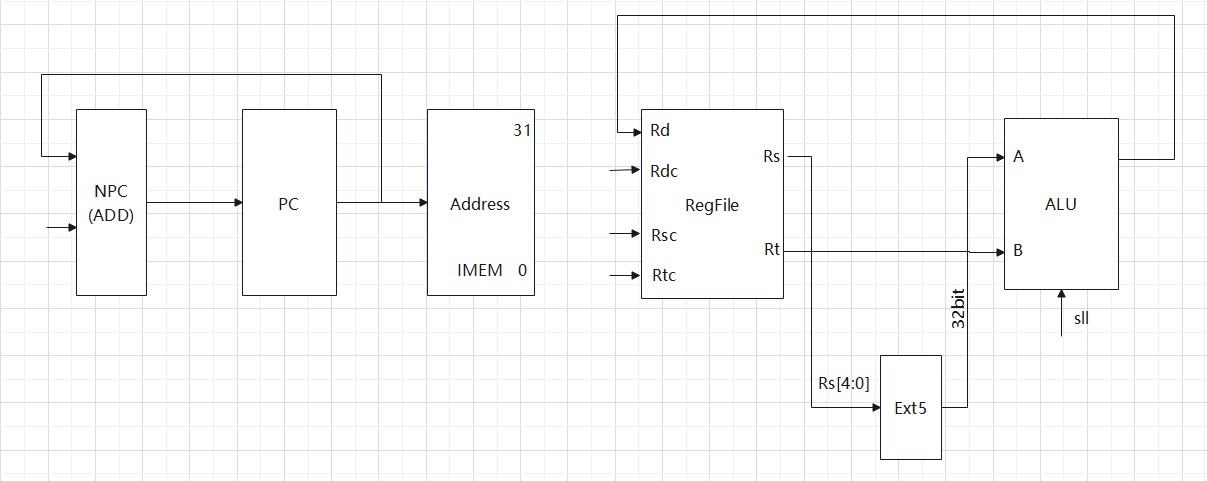 NPC
(ADD)
PC
31
Address
IMEM 0
Rd
Rdc
Rsc
Rtc
RegFile
Rs
Rt
Rs[4:0]
Ext5
32bit
A
B
ALU
sll